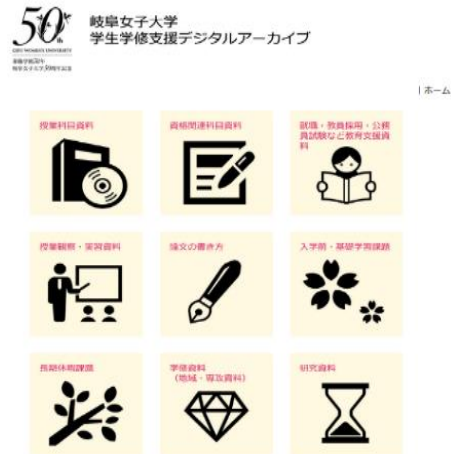 50th
GIFU WOMEN'S UNIVERSITY
岐阜女子大学
学生学修支援デジタルアーカイブ
| ホーム
授業科目資料
資格関連科目資料
就職・教員採用・公務
員試験など教育支援資
料
授業観察・実習資料
論文の書き方
入学前・基礎学習課題
長期休暇課題
学修資料
（地域・専攻資料）
研究資料